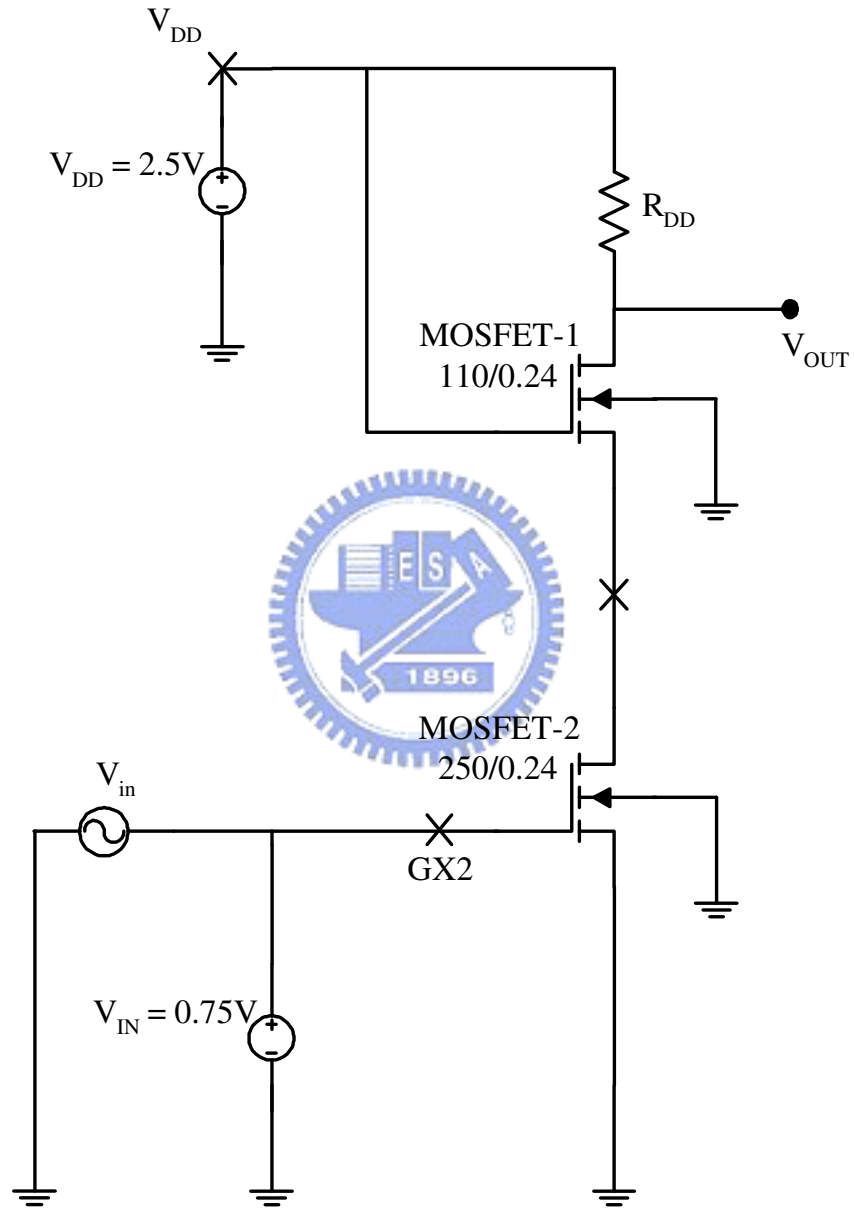 V_DD
V_DD = 2.5V
R_DD
MOSFET-1
110/0.24
V_OUT
E S A
1896
MOSFET-2
250/0.24
V_in
GX2
V_IN = 0.75V